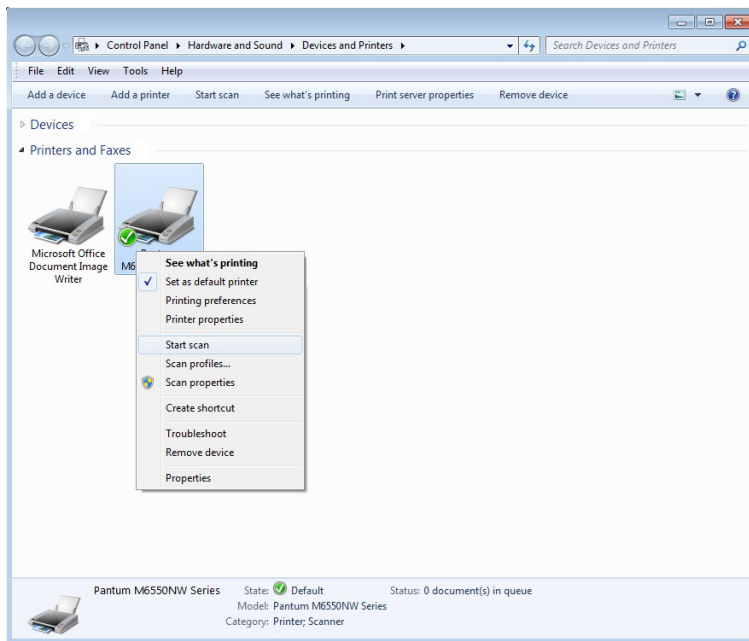 Control Panel ▸ Hardware and Sound ▸ Devices and Printers ▸
Search Devices and Printers
File Edit View Tools Help
Add a device Add a printer Start scan See what's printing Print server properties Remove device
Devices
Printers and Faxes
Microsoft Office
Document Image
Writer
M6
See what's printing
Set as default printer
Printing preferences
Printer properties
Start scan
Scan profiles...
Scan properties
Create shortcut
Troubleshoot
Remove device
Properties
Pantum M6550NW Series State: Default Status: 0 document(s) in queue
Model: Pantum M6550NW Series
Category: Printer; Scanner